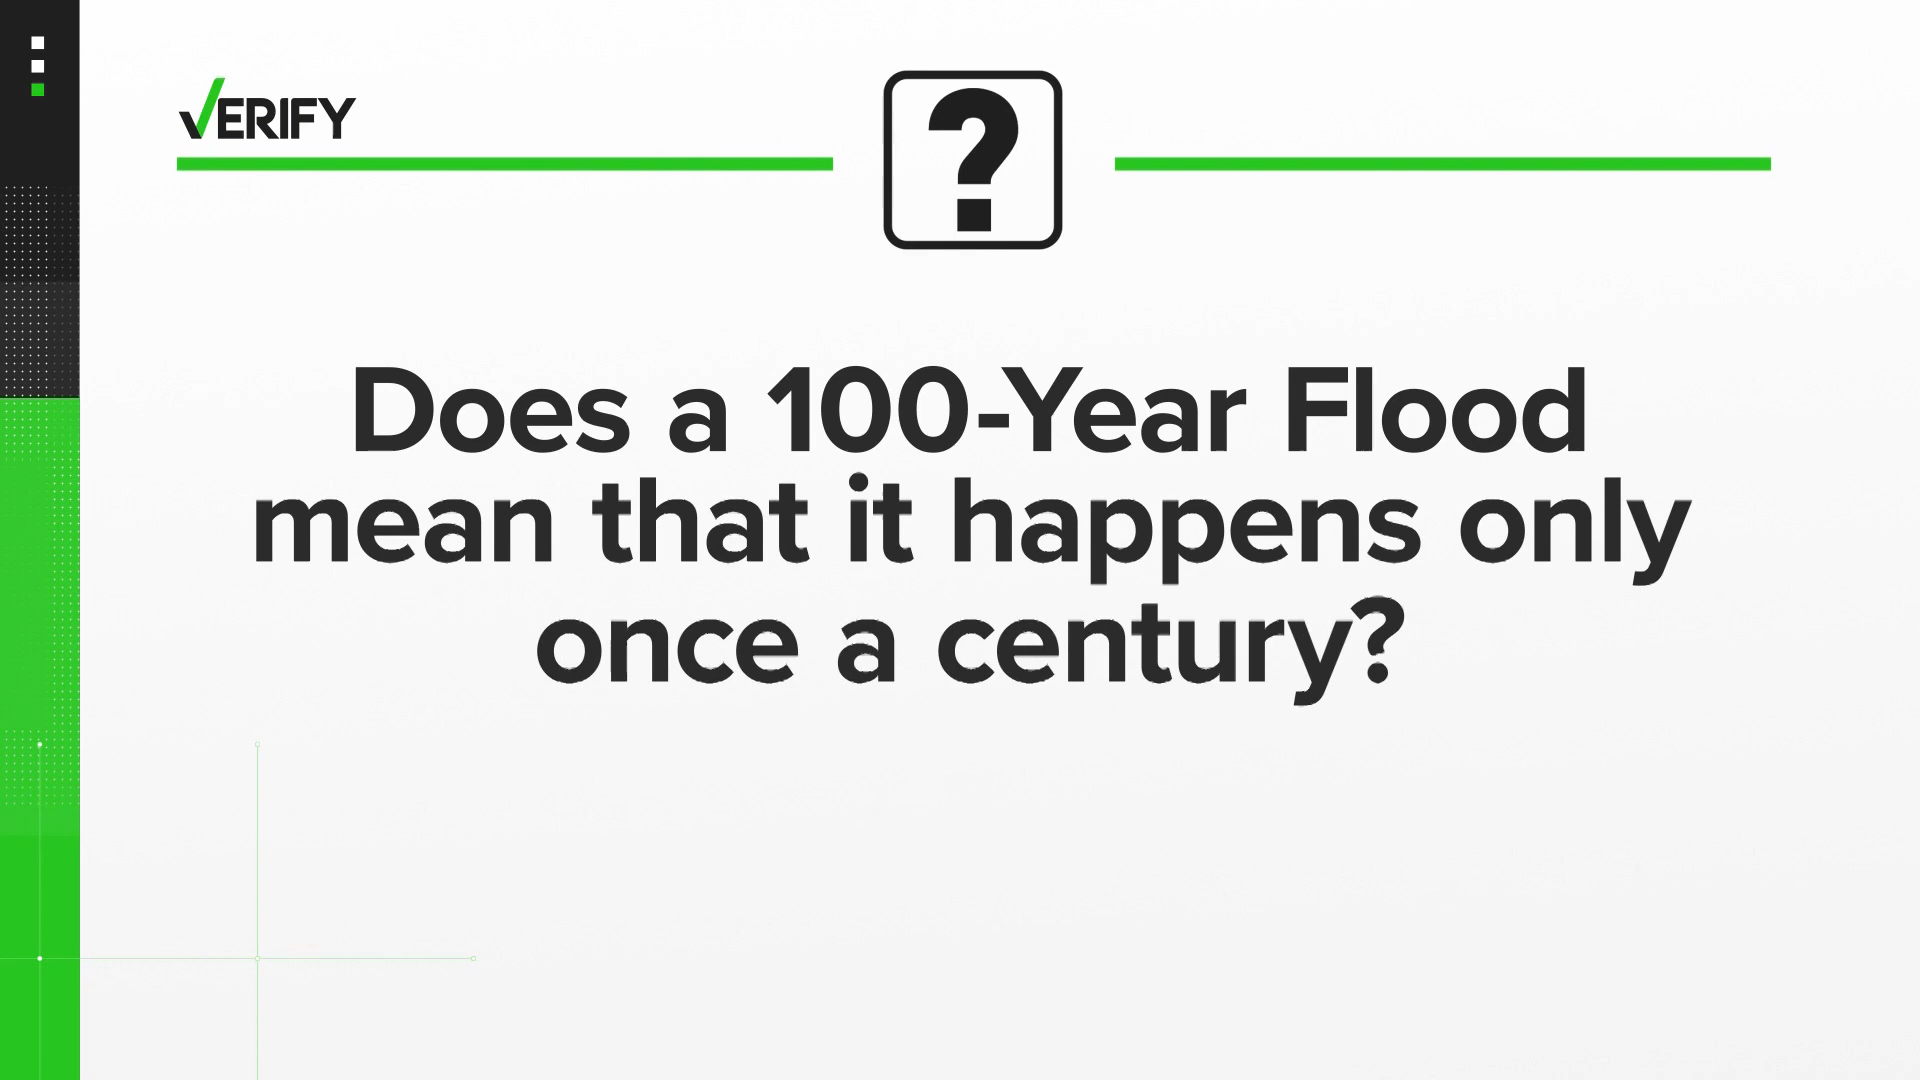 VERIFY
?
Does a 100-Year Flood
mean that it happens only
once a century?